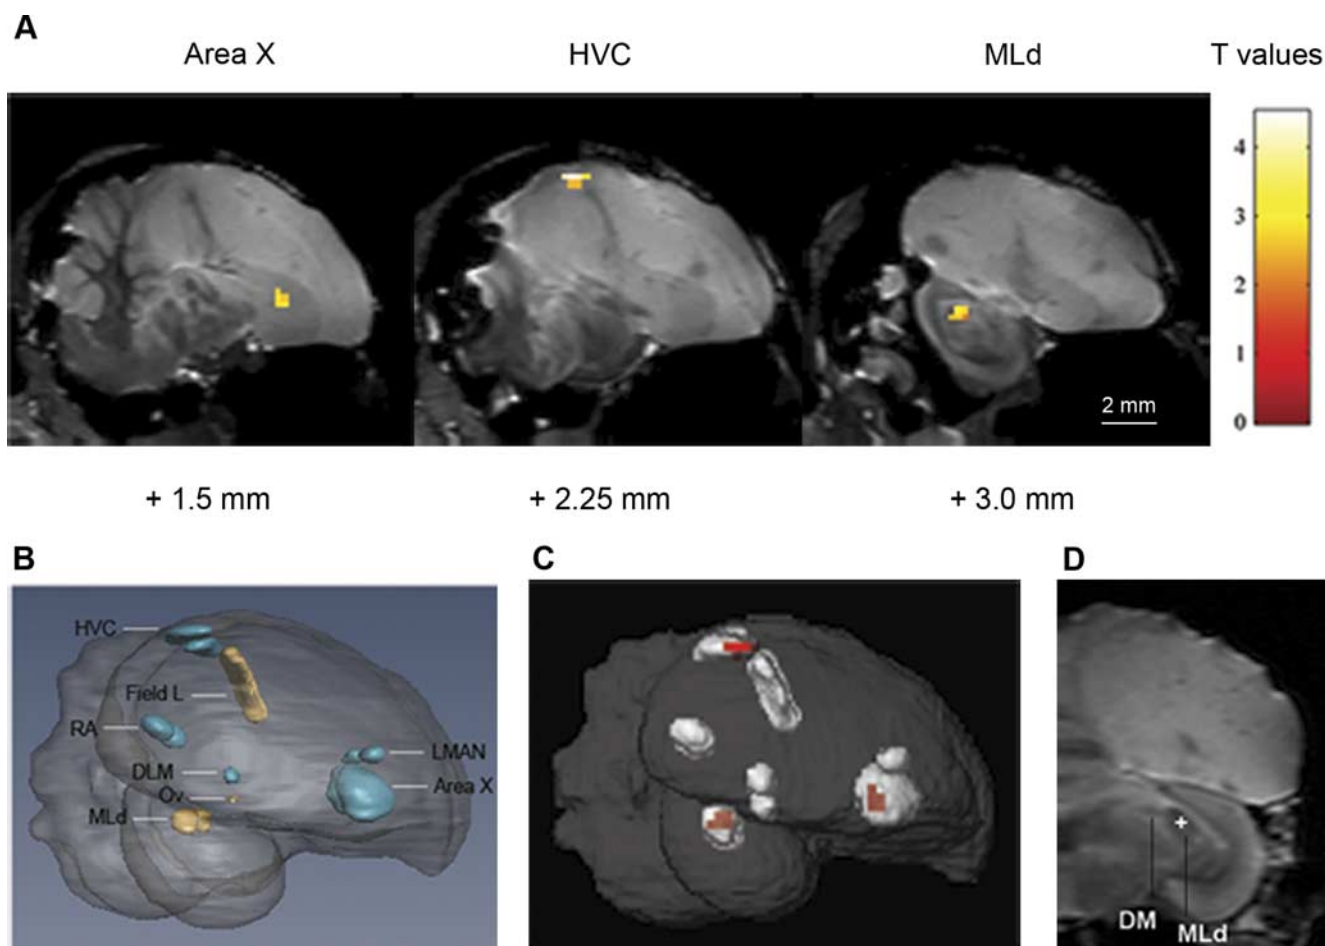 A
Area X HVC MLd T values
4
3
2
1
0
2 mm
+ 1.5 mm + 2.25 mm + 3.0 mm
B C D
HVC
Field L
RA
LMAN
DLM
Area X
Ov
MLd
DM
MLd